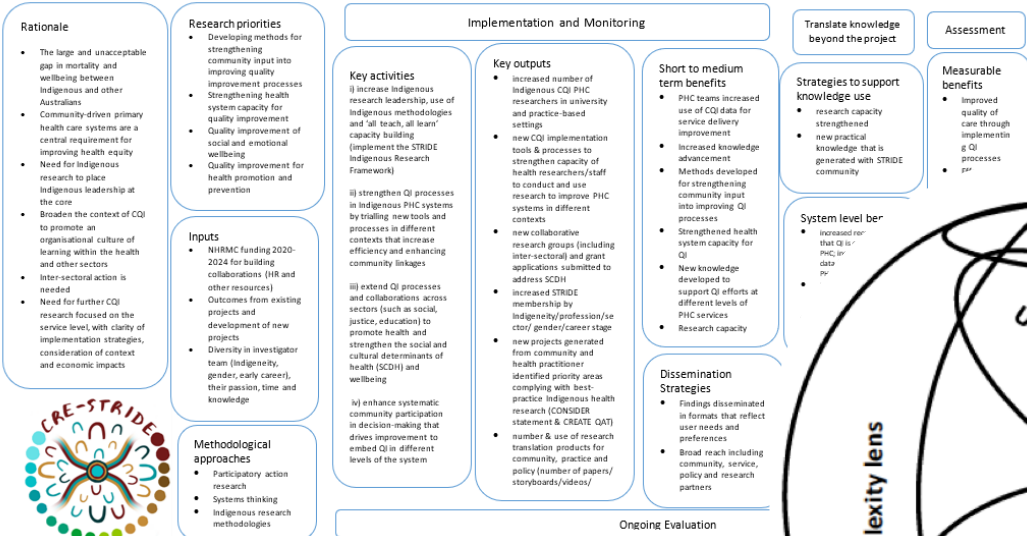 Rationale
• The large and unacceptable
gap in mortality and
wellbeing between
Indigenous and other
Australians
• Community-driven primary
health care systems are a
central requirement for
improving health equity
• Need for Indigenous
research to place
Indigenous leadership at
the core
• Broaden the context of CQI
to promote an
organisational culture of
learning within the health
and other sectors
• Inter-sectoral action is
needed
• Need for further CQI
research focused on the
service level, with clarity of
implementation strategies,
consideration of context
and economic impacts
CRE-STRIDE
Research priorities
• Developing methods for
strengthening
community input into
improving quality
improvement processes
• Strengthening health
system capacity for
quality improvement
• Quality improvement of
social and emotional
wellbeing
• Quality improvement for
health promotion and
prevention
Inputs
• NHRMC funding 2020-
2024 for building
collaborations (HR and
other resources)
• Outcomes from existing
projects and
development of new
projects
• Diversity in investigator
team (Indigeneity,
gender, early career),
their passion, time and
knowledge
Methodological
approaches
• Participatory action
research
• Systems thinking
• Indigenous research
methodologies
Implementation and Monitoring
Key activities
i) increase Indigenous
research leadership, use of
Indigenous methodologies
and 'all teach, all learn'
capacity building
(implement the STRIDE
Indigenous Research
Framework)
ii) strengthen QI processes
in Indigenous PHC systems
by trialling new tools and
processes in different
contexts that increase
efficiency and enhancing
community linkages
iii) extend QI processes
and collaborations across
sectors (such as social,
justice, education) to
promote health and
strengthen the social and
cultural determinants of
health (SCDH) and
wellbeing
iv) enhance systematic
community participation
in decision-making that
drives improvement to
embed QI in different
levels of the system
Key outputs
• increased number of
Indigenous CQI PHC
researchers in university
and practice-based
settings
• new CQI implementation
tools & processes to
strengthen capacity of
health researchers/staff
to conduct and use
research to improve PHC
systems in different
contexts
• new collaborative
research groups (including
inter-sectoral) and grant
applications submitted to
address SCDH
• increased STRIDE
membership by
Indigeneity/profession/se
ctor/ gender/career stage
• new projects generated
from community and
health practitioner
identified priority areas
complying with best-
practice Indigenous health
research (CONSIDER
statement & CREATE QAT)
• number & use of research
translation products for
community, practice and
policy (number of papers/
storyboards/videos/
Short to medium
term benefits
• PHC teams increased
use of CQI data for
service delivery
improvement
• Increased knowledge
advancement
• Methods developed
for strengthening
community input
into improving QI
processes
• Strengthened health
system capacity for
QI
• New knowledge
developed to
support QI efforts at
different levels of
PHC services
• Research capacity
Dissemination
Strategies
• Findings disseminated
in formats that reflect
user needs and
preferences
• Broad reach including
community, service,
policy and research
partners
Ongoing Evaluation
Translate knowledge
beyond the project
Strategies to support
knowledge use
• research capacity
strengthened
• new practical
knowledge that is
generated with STRIDE
community
System level
• increased
that QI is
PHC;
data
Assessment
Measurable
benefits
• Improved
quality of
care through
implementin
g QI
processes
lexity lens